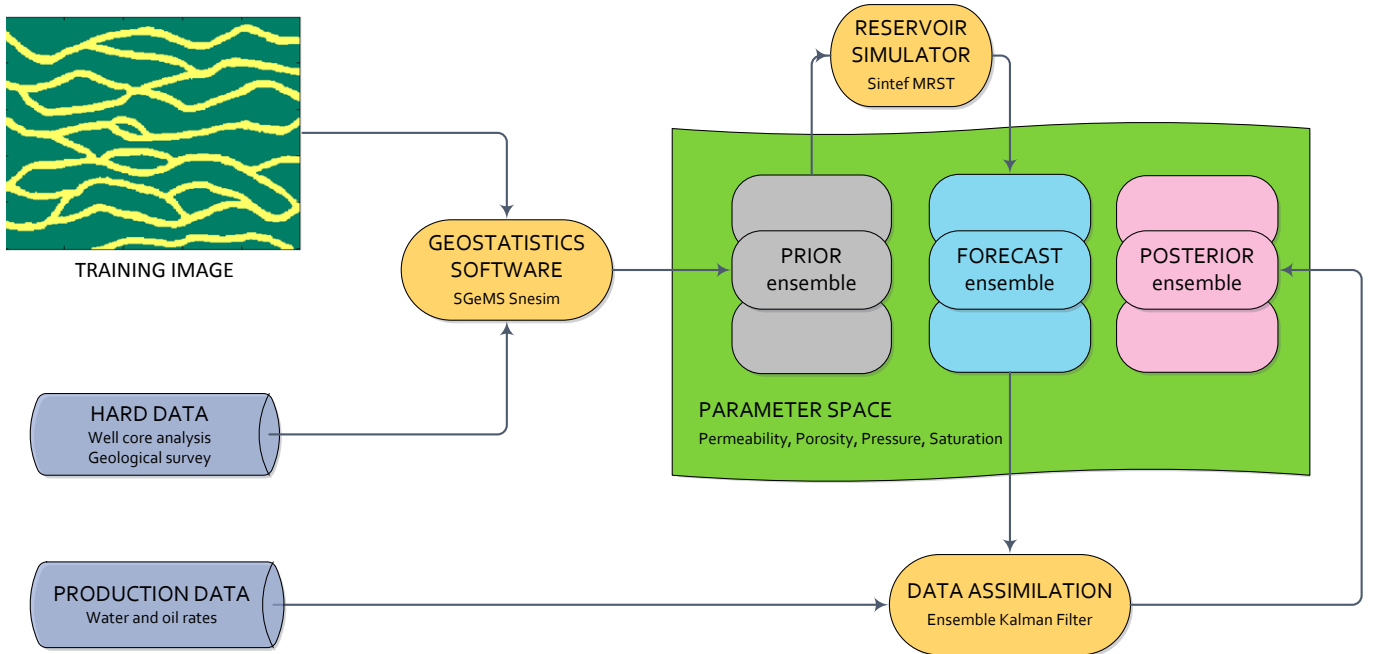 RESERVOIR
SIMULATOR
Sintef MRST
TRAINING IMAGE
GEOSTATISTICS
SOFTWARE
SGeMS Snesim
PRIOR
ensemble
FORECAST
ensemble
POSTERIOR
ensemble
PARAMETER SPACE
Permeability, Porosity, Pressure, Saturation
HARD DATA
Well core analysis
Geological survey
PRODUCTION DATA
Water and oil rates
DATA ASSIMILATION
Ensemble Kalman Filter